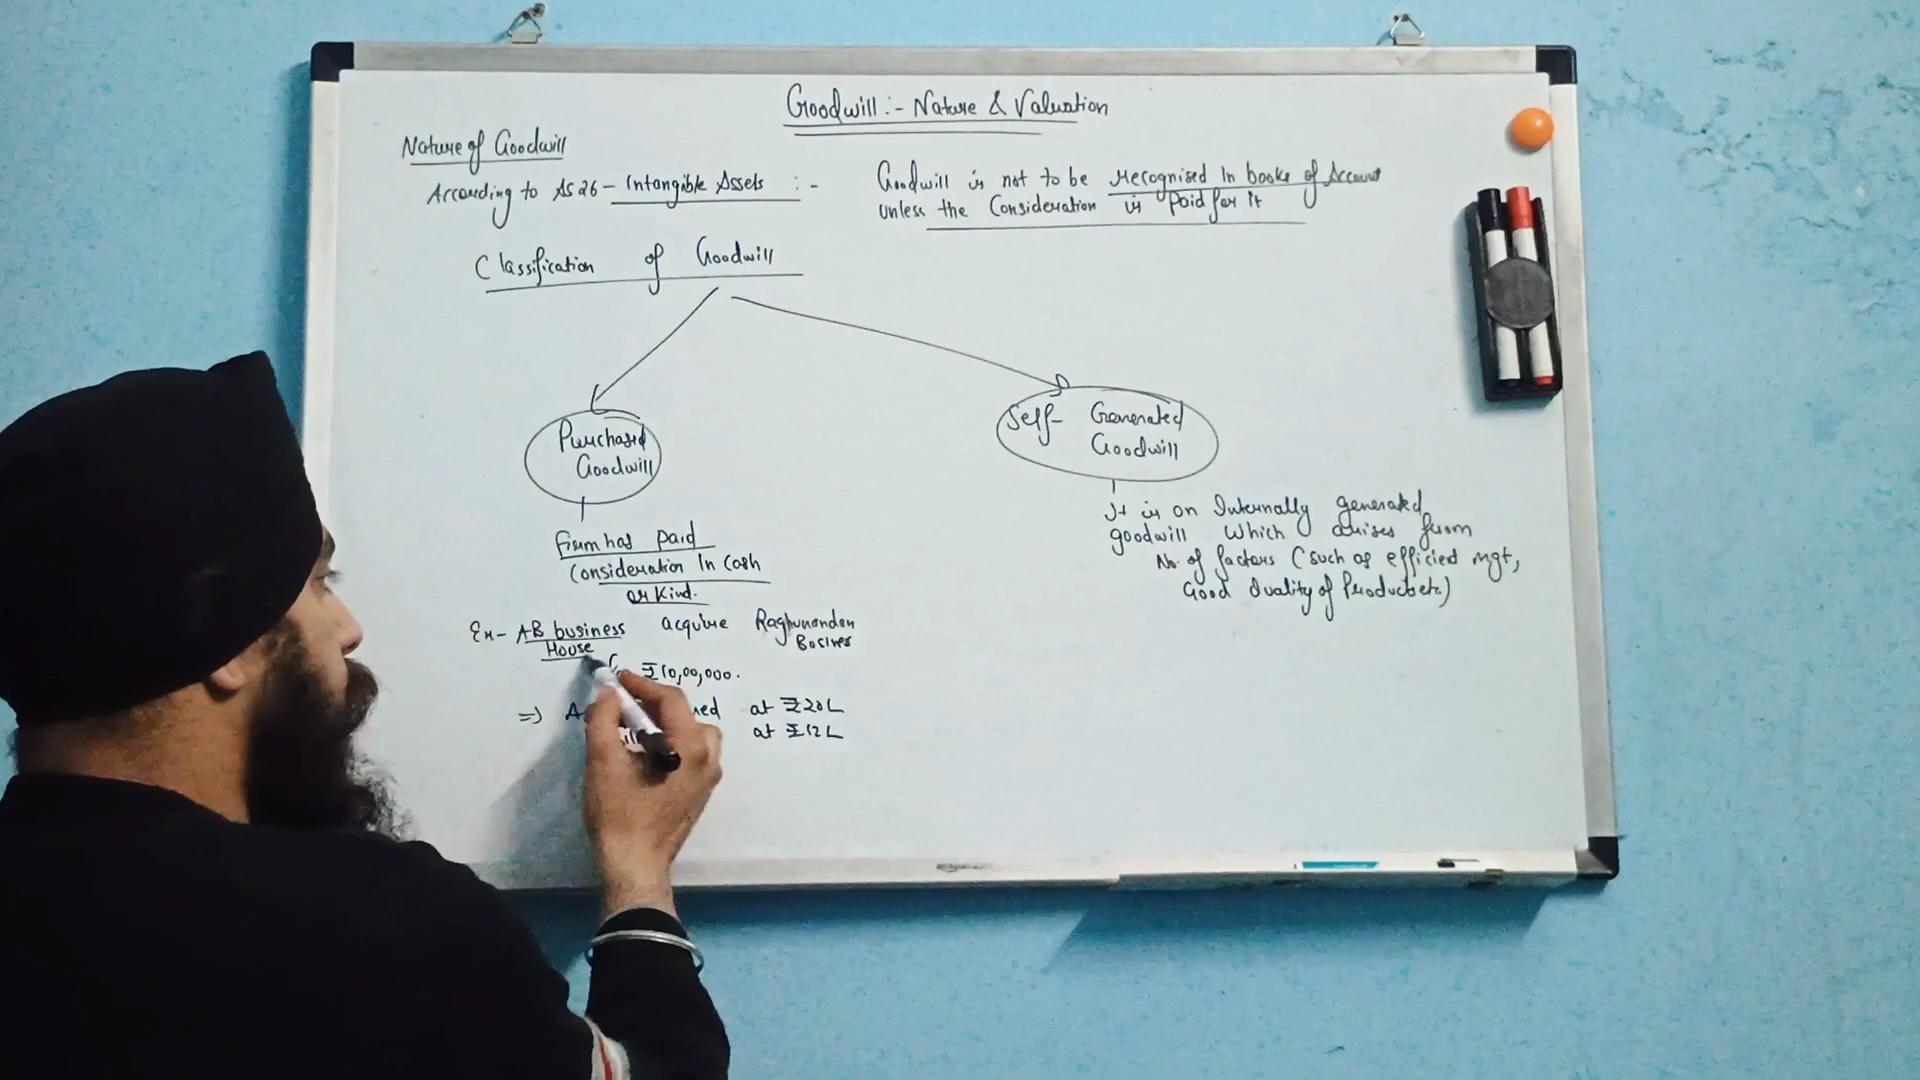 Goodwill :- Nature & Valuation
Nature of Goodwill
According to AS 26 - Intangible Assets :-
Goodwill is not to be recognised In books of Account
unless the Consideration is Paid for It
Classification of Goodwill
Purchased
Goodwill
Self- Generated
Goodwill
Firm has paid
Consideration In Cash
or Kind.
It is an Internally generated
goodwill which arises from
No. of factors (such as efficied mgt,
Good Quality of Product etc)
Ex- AB business acquire Raghunandan
House Bosines
₹10,00,000.
=) at ₹20L
at ₹12L